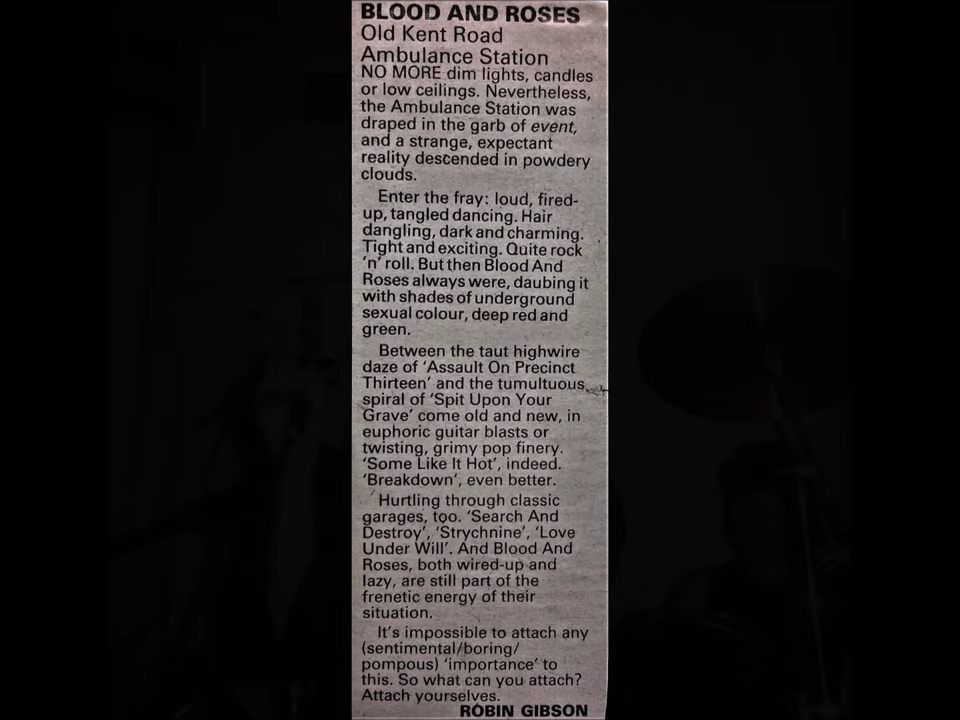 BLOOD AND ROSES
Old Kent Road
Ambulance Station
NO MORE dim lights, candles
or low ceilings. Nevertheless,
the Ambulance Station was
draped in the garb of event,
and a strange, expectant
reality descended in powdery
clouds.
Enter the fray: loud, fired-
up, tangled dancing. Hair
dangling, dark and charming.
Tight and exciting. Quite rock
'n' roll. But then Blood And
Roses always were, daubing it
with shades of underground
sexual colour, deep red and
green.
Between the taut highwire
daze of 'Assault On Precinct
Thirteen' and the tumultuous
spiral of 'Spit Upon Your
Grave' come old and new, in
euphoric guitar blasts or
twisting, grimy pop finery.
'Some Like It Hot', indeed.
'Breakdown', even better.
Hurtling through classic
garages, too. 'Search And
Destroy', 'Strychnine', 'Love
Under Will'. And Blood And
Roses, both wired-up and
lazy, are still part of the
frenetic energy of their
situation.
It's impossible to attach any
(sentimental/boring/
pompous) 'importance' to
this. So what can you attach?
Attach yourselves.
ROBIN GIBSON